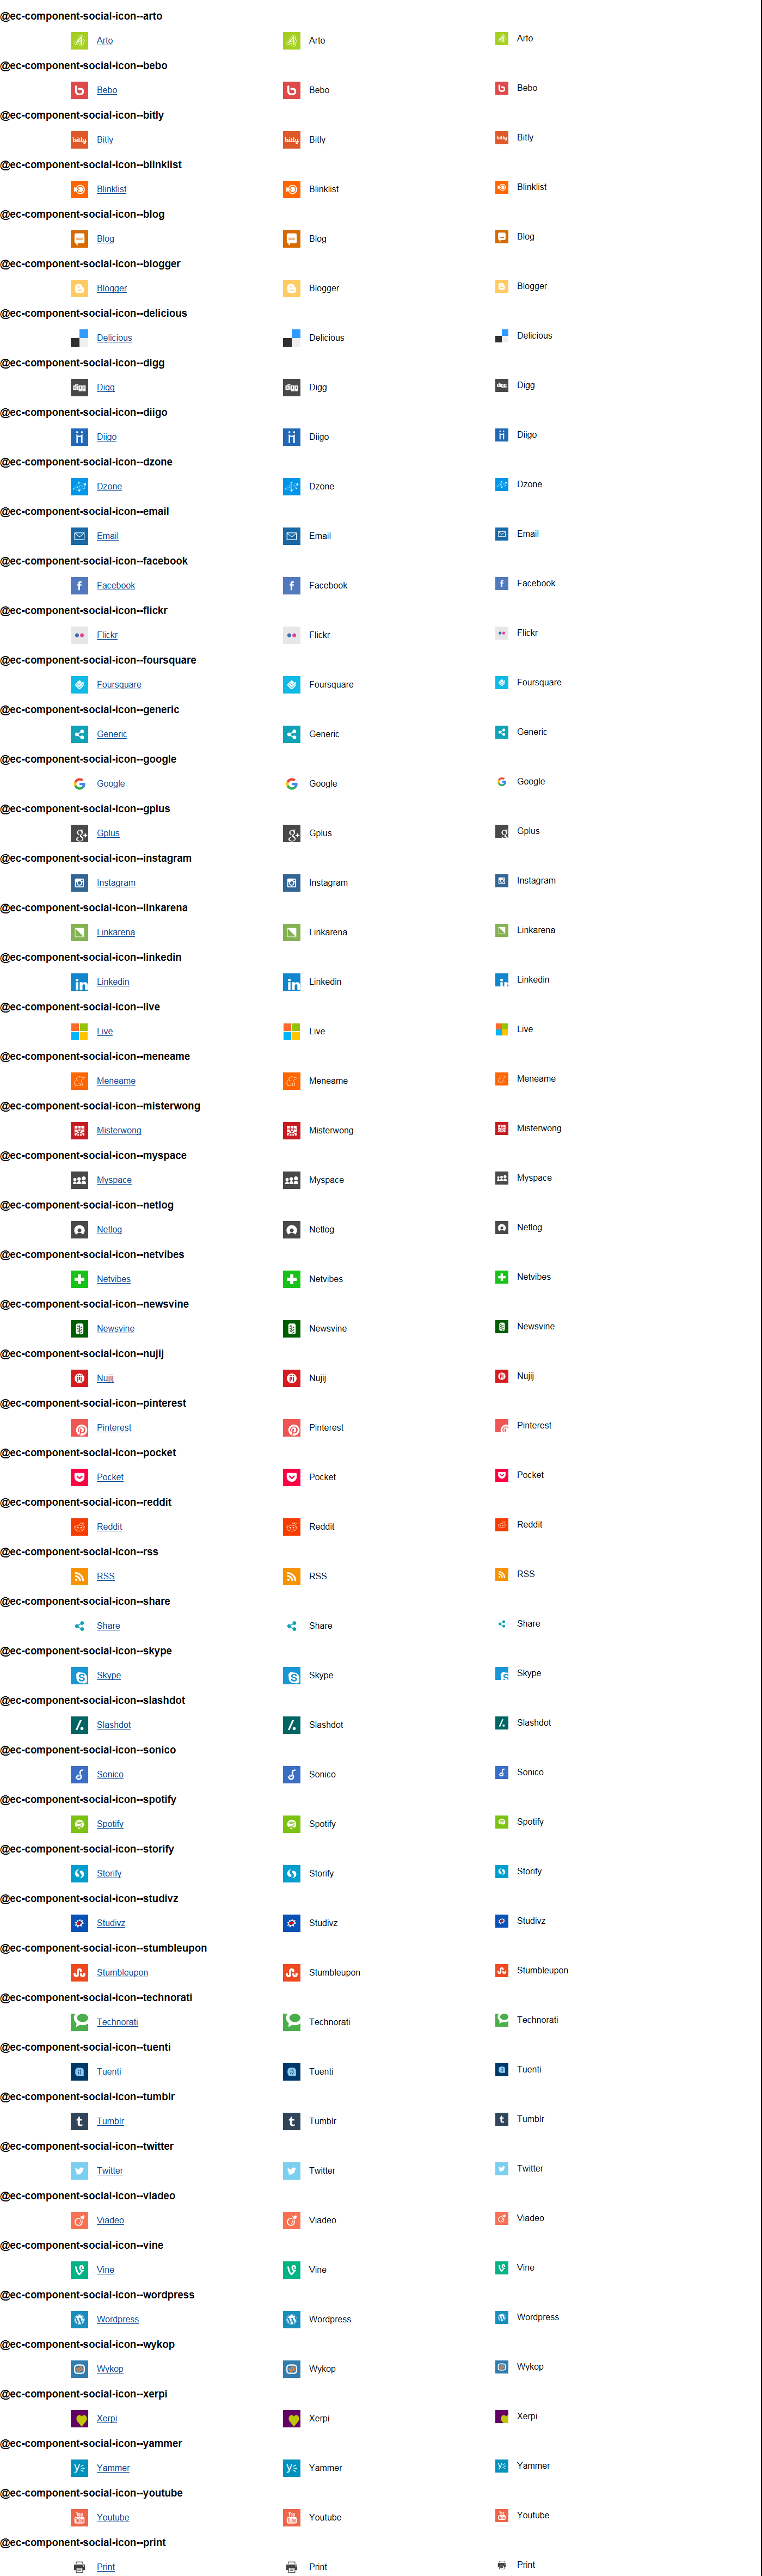 @ec-component-social-icon--arto
Arto Arto Arto
@ec-component-social-icon--bebo
Bebo Bebo Bebo
@ec-component-social-icon--bitly
Bitly Bitly Bitly
@ec-component-social-icon--blinklist
Blinklist Blinklist Blinklist
@ec-component-social-icon--blog
Blog Blog Blog
@ec-component-social-icon--blogger
Blogger Blogger Blogger
@ec-component-social-icon--delicious
Delicious Delicious Delicious
@ec-component-social-icon--digg
Digg Digg Digg
@ec-component-social-icon--diigo
Diigo Diigo Diigo
@ec-component-social-icon--dzone
Dzone Dzone Dzone
@ec-component-social-icon--email
Email Email Email
@ec-component-social-icon--facebook
Facebook Facebook Facebook
@ec-component-social-icon--flickr
Flickr Flickr Flickr
@ec-component-social-icon--foursquare
Foursquare Foursquare Foursquare
@ec-component-social-icon--generic
Generic Generic Generic
@ec-component-social-icon--google
Google Google Google
@ec-component-social-icon--gplus
Gplus Gplus Gplus
@ec-component-social-icon--instagram
Instagram Instagram Instagram
@ec-component-social-icon--linkarena
Linkarena Linkarena Linkarena
@ec-component-social-icon--linkedin
Linkedin Linkedin Linkedin
@ec-component-social-icon--live
Live Live Live
@ec-component-social-icon--meneame
Meneame Meneame Meneame
@ec-component-social-icon--misterwong
Misterwong Misterwong Misterwong
@ec-component-social-icon--myspace
Myspace Myspace Myspace
@ec-component-social-icon--netlog
Netlog Netlog Netlog
@ec-component-social-icon--netvibes
Netvibes Netvibes Netvibes
@ec-component-social-icon--newsvine
Newsvine Newsvine Newsvine
@ec-component-social-icon--nujij
Nujij Nujij Nujij
@ec-component-social-icon--pinterest
Pinterest Pinterest Pinterest
@ec-component-social-icon--pocket
Pocket Pocket Pocket
@ec-component-social-icon--reddit
Reddit Reddit Reddit
@ec-component-social-icon--rss
RSS RSS RSS
@ec-component-social-icon--share
Share Share Share
@ec-component-social-icon--skype
Skype Skype Skype
@ec-component-social-icon--slashdot
Slashdot Slashdot Slashdot
@ec-component-social-icon--sonico
Sonico Sonico Sonico
@ec-component-social-icon--spotify
Spotify Spotify Spotify
@ec-component-social-icon--storify
Storify Storify Storify
@ec-component-social-icon--studivz
Studivz Studivz Studivz
@ec-component-social-icon--stumbleupon
Stumbleupon Stumbleupon Stumbleupon
@ec-component-social-icon--technorati
Technorati Technorati Technorati
@ec-component-social-icon--tuenti
Tuenti Tuenti Tuenti
@ec-component-social-icon--tumblr
Tumblr Tumblr Tumblr
@ec-component-social-icon--twitter
Twitter Twitter Twitter
@ec-component-social-icon--viadeo
Viadeo Viadeo Viadeo
@ec-component-social-icon--vine
Vine Vine Vine
@ec-component-social-icon--wordpress
Wordpress Wordpress Wordpress
@ec-component-social-icon--wykop
Wykop Wykop Wykop
@ec-component-social-icon--xerpi
Xerpi Xerpi Xerpi
@ec-component-social-icon--yammer
Yammer Yammer Yammer
@ec-component-social-icon--youtube
Youtube Youtube Youtube
@ec-component-social-icon--print
Print Print Print